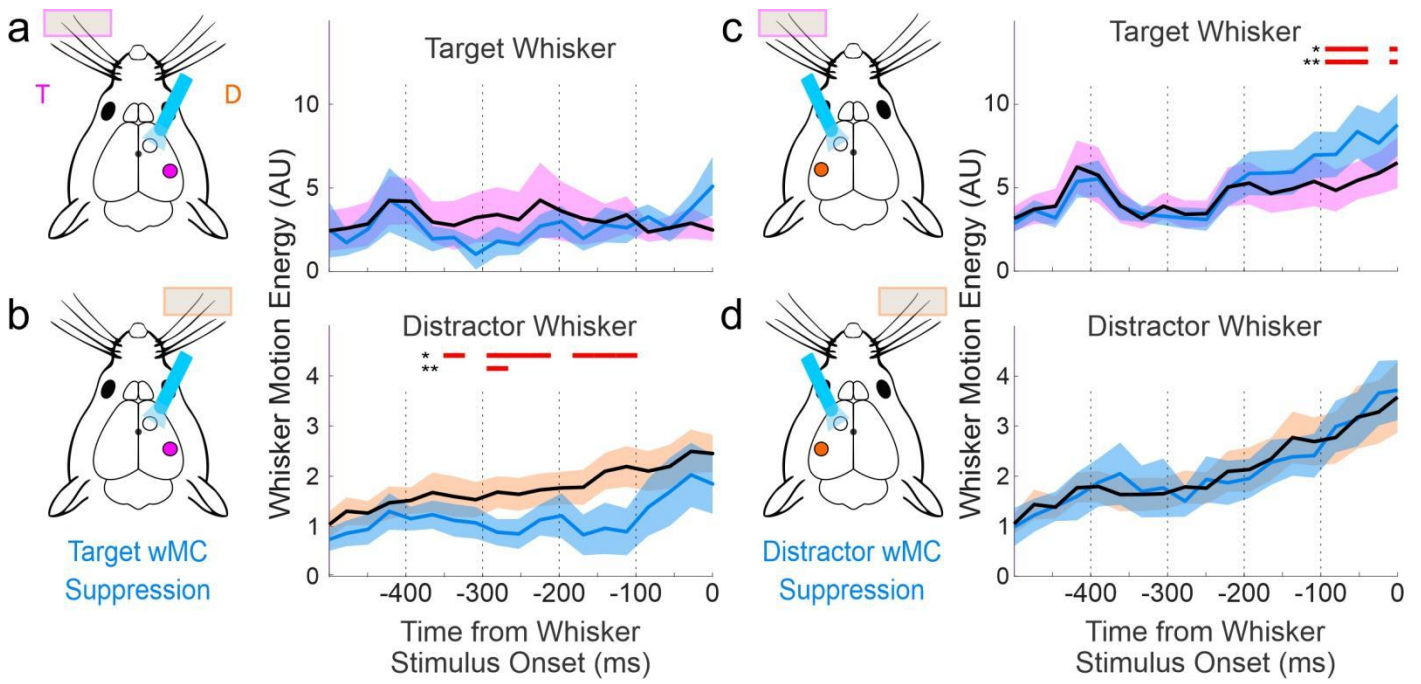 a
T
D
Target Whisker
10
5
0
Whisker Motion Energy (AU)
b
Target wMC
Suppression
Distractor Whisker
*
**
4
3
2
1
0
-400
-300
-200
-100
0
Time from Whisker
Stimulus Onset (ms)
c
Target Whisker
*
**
10
5
0
Whisker Motion Energy (AU)
d
Distractor wMC
Suppression
Distractor Whisker
4
3
2
1
0
-400
-300
-200
-100
0
Time from Whisker
Stimulus Onset (ms)